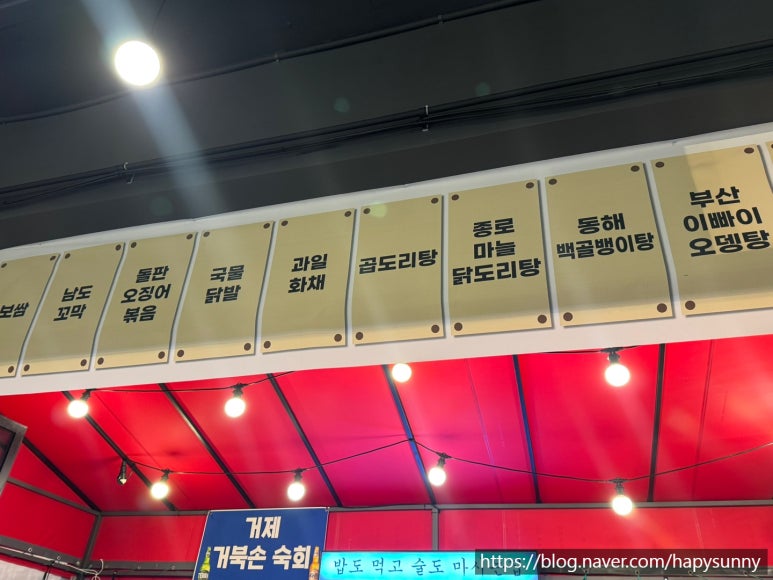 보쌈
남도
꼬막
돌판
오징어
볶음
국물
닭발
과일
화채
곱도리탕
종로
마늘
닭도리탕
동해
백골뱅이탕
부산
이빠이
오뎅탕
거제
거북손 숙회
밥도 먹고 술도 마시
https://blog.naver.com/hapysunny